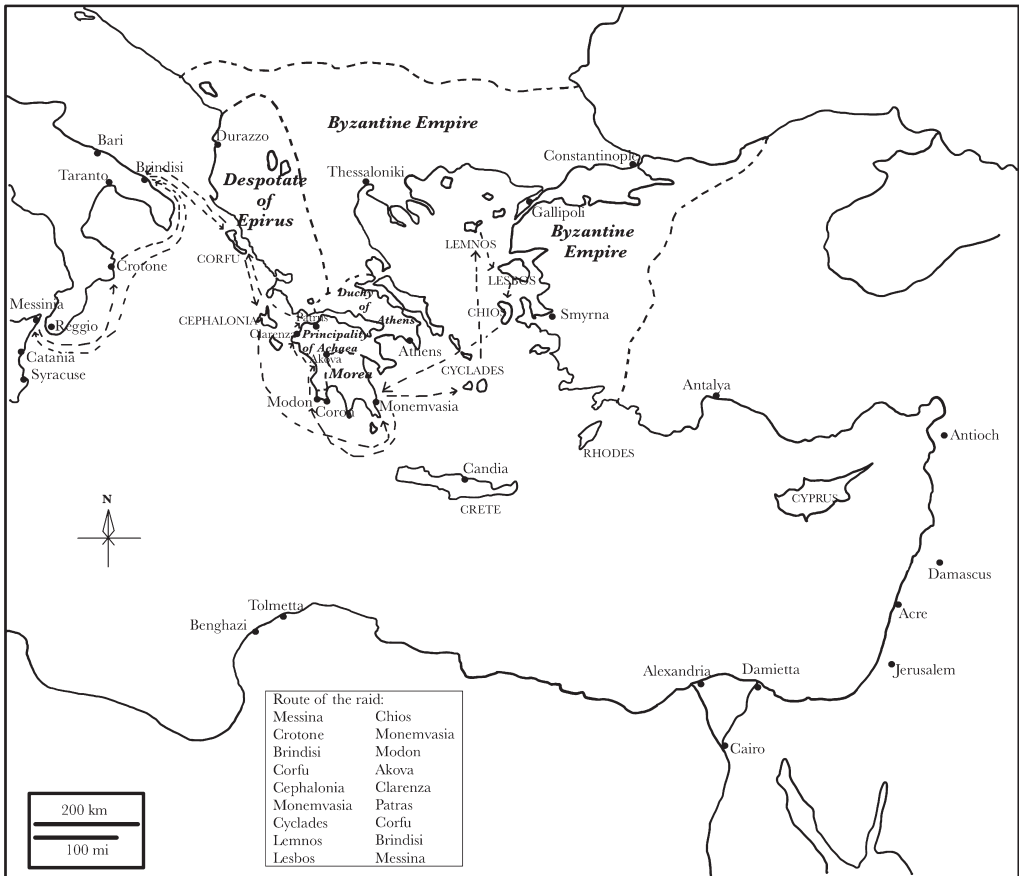 Byzantine Empire
Bari
Durazzo
Constantinople
Brindisi
Taranto
Thessaloniki
Despotate
of
Epirus
Gallipoli
Byzantine
Empire
LEMNOS
CORFU
Crotone
LESBOS
Duchy
of
Athens
Messinia
Reggio
CEPHALONIA
Patras
CHIOS
Smyrna
Clarenza
Principality
of Achaea
Akova
Athens
Catania
Syracuse
Morea
CYCLADES
Antalya
Modon
Coron
Monemvasia
Antioch
RHODES
Candia
CRETE
CYPRUS
N
Damascus
Tolmetta
Benghazi
Acre
Alexandria
Damietta
Jerusalem
Cairo
Route of the raid:
Messina
Crotone
Brindisi
Corfu
Cephalonia
Monemvasia
Cyclades
Lemnos
Lesbos
Chios
Monemvasia
Modon
Akova
Clarenza
Patras
Corfu
Brindisi
Messina
200 km
100 mi